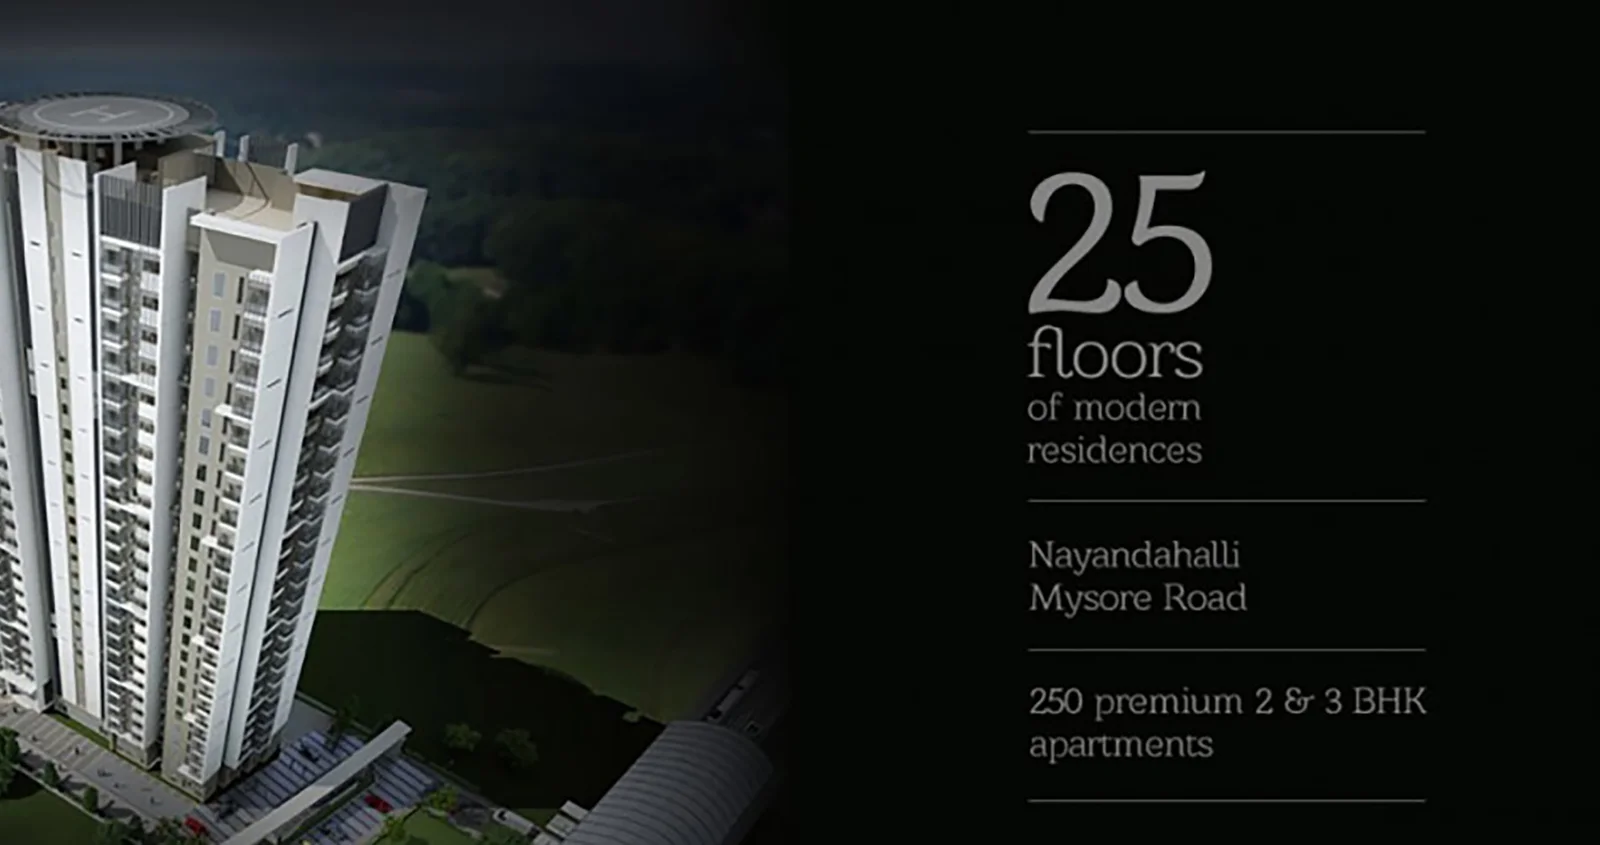 H
25
floors
of modern
residences
Nayandahalli
Mysore Road
250 premium 2 & 3 BHK
apartments